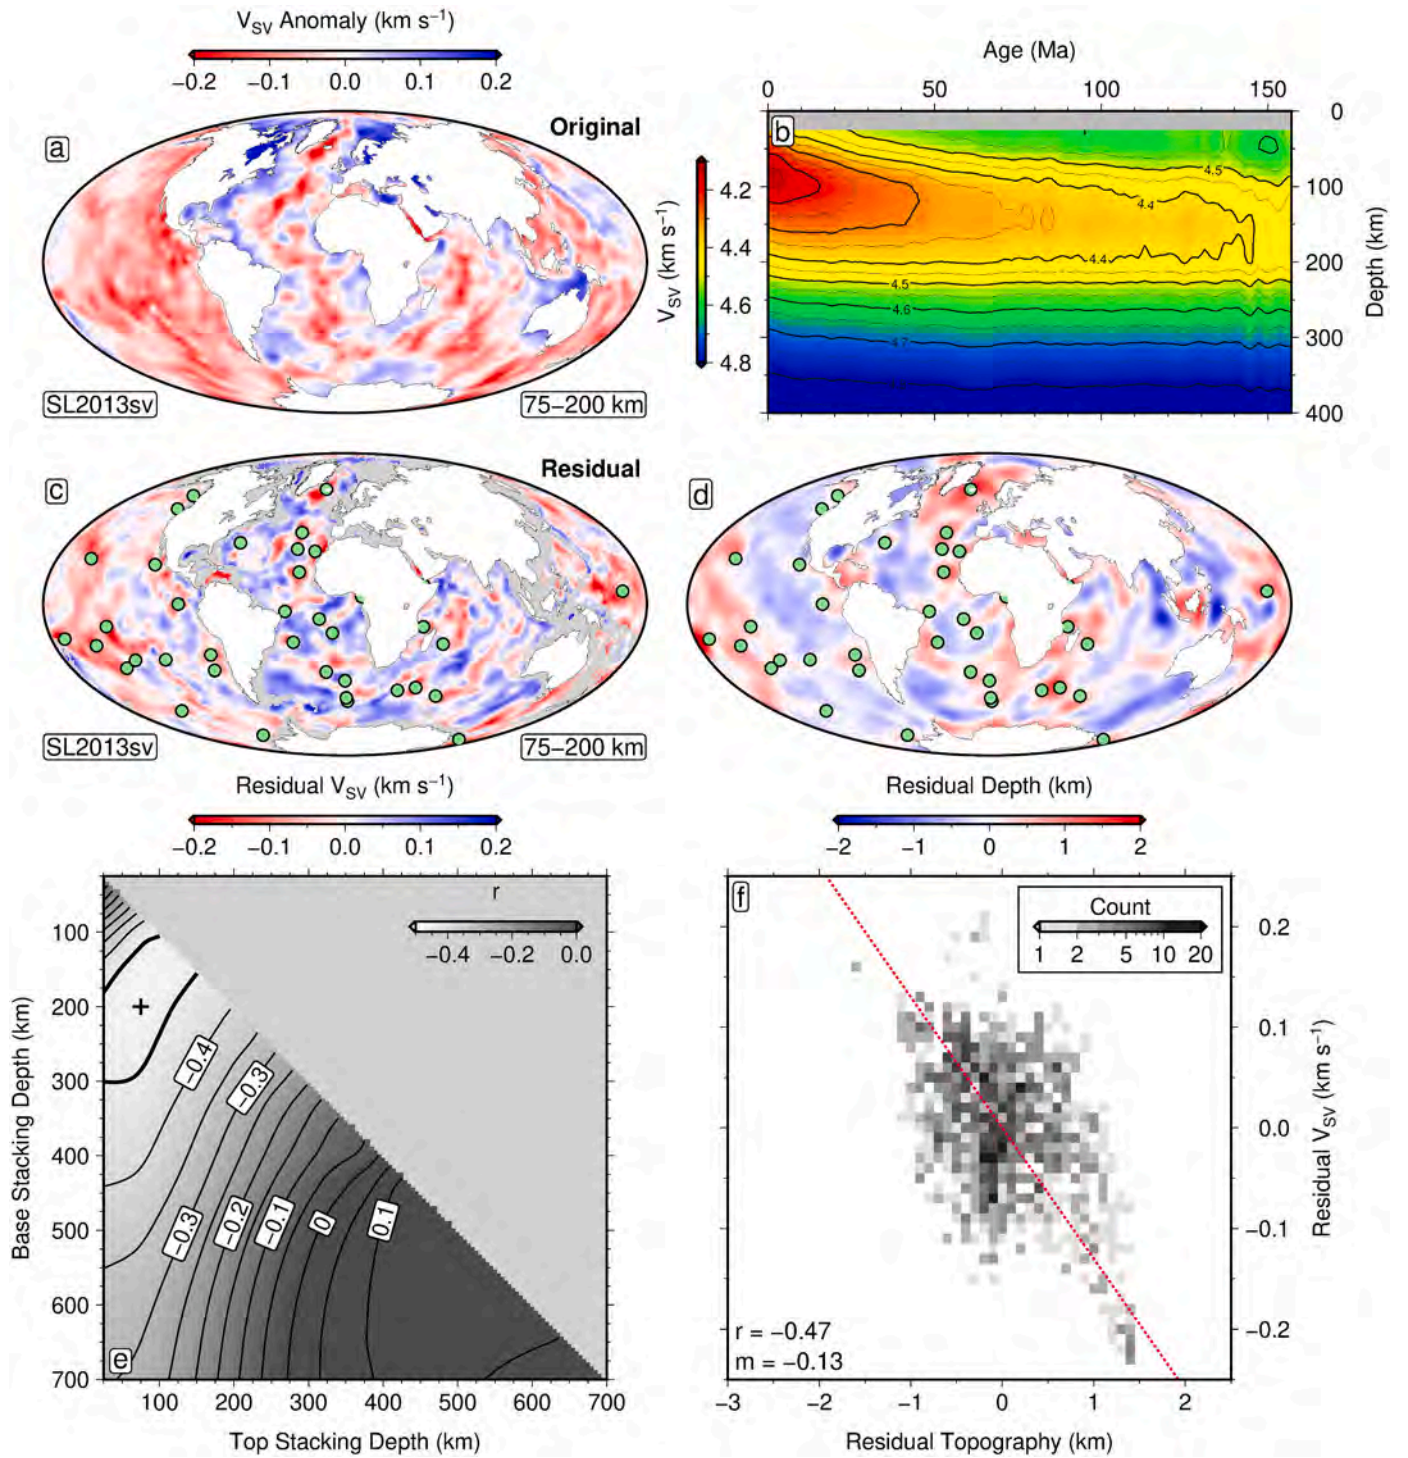 V_SV Anomaly (km s⁻¹)
−0.2 −0.1 0.0 0.1 0.2
a
Original
SL2013sv
75−200 km
Age (Ma)
0 50 100 150
b
V_SV (km s⁻¹)
4.2
4.4
4.6
4.8
4.5
4.4
4.4
4.5
4.6
4.7
0
100
200
300
400
Depth (km)
c
Residual
SL2013sv
75−200 km
Residual V_SV (km s⁻¹)
−0.2 −0.1 0.0 0.1 0.2
d
Residual Depth (km)
−2 −1 0 1 2
e
r
−0.4 −0.2 0.0
Base Stacking Depth (km)
100
200
300
400
500
600
700
+
−0.4
−0.3
−0.3
−0.2
−0.1
0
0.1
100 200 300 400 500 600 700
Top Stacking Depth (km)
f
Count
1 2 5 10 20
0.2
0.1
0.0
−0.1
−0.2
Residual V_SV (km s⁻¹)
r = −0.47
m = −0.13
−3 −2 −1 0 1 2
Residual Topography (km)